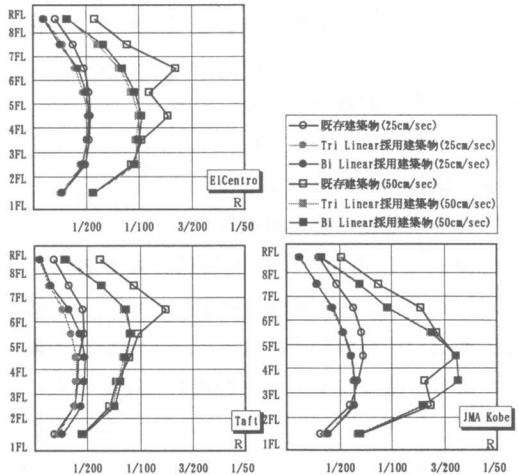 RFL
8FL
7FL
6FL
5FL
4FL
3FL
2FL
1FL
1/200 1/100 3/200 1/50
R
ElCentro
既存建築物(25cm/sec)
Tri Linear採用建築物(25cm/sec)
Bi Linear採用建築物(25cm/sec)
既存建築物(50cm/sec)
Tri Linear採用建築物(50cm/sec)
Bi Linear採用建築物(50cm/sec)
RFL
8FL
7FL
6FL
5FL
4FL
3FL
2FL
1FL
1/200 1/100 3/200 1/50
R
Taft
RFL
8FL
7FL
6FL
5FL
4FL
3FL
2FL
1FL
1/200 1/100 3/200 1/50
R
JMA Kobe